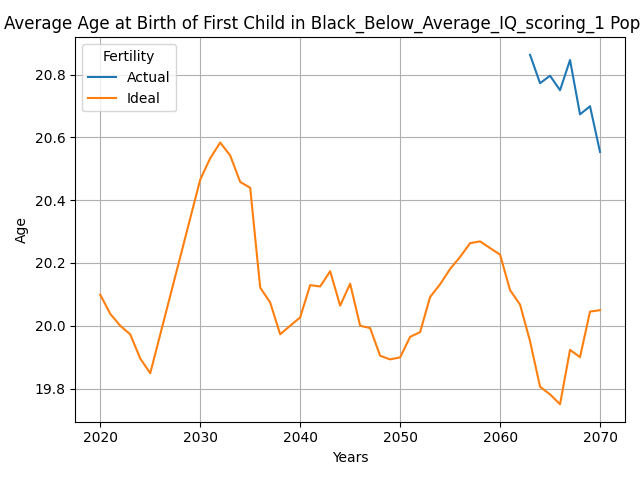 Average Age at Birth of First Child in Black_Below_Average_IQ_scoring_1 Pop
Fertility
Actual
Ideal
20.8
20.6
20.4
20.2
20.0
19.8
Age
2020 2030 2040 2050 2060 2070
Years